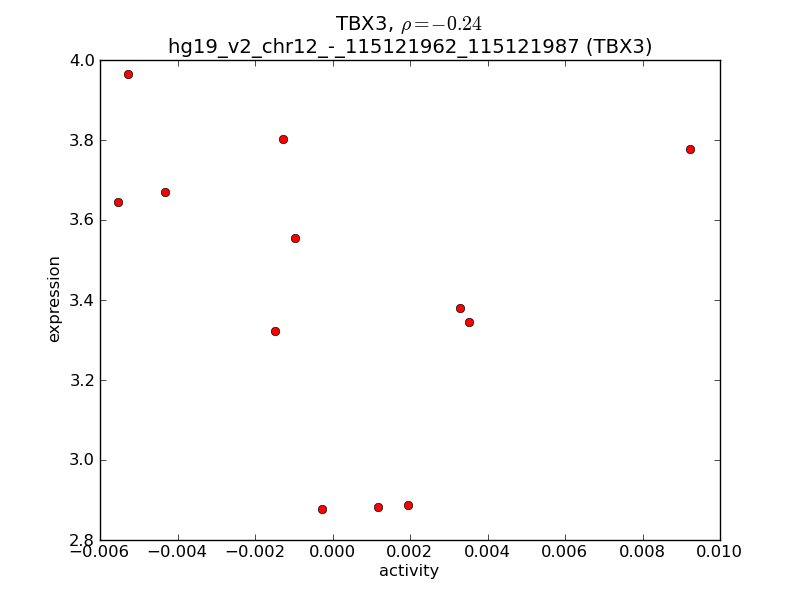 TBX3, ρ = −0.24
hg19_v2_chr12_-_115121962_115121987 (TBX3)
4.0
3.8
3.6
3.4
3.2
3.0
2.8
expression
−0.006 −0.004 −0.002 0.000 0.002 0.004 0.006 0.008 0.010
activity